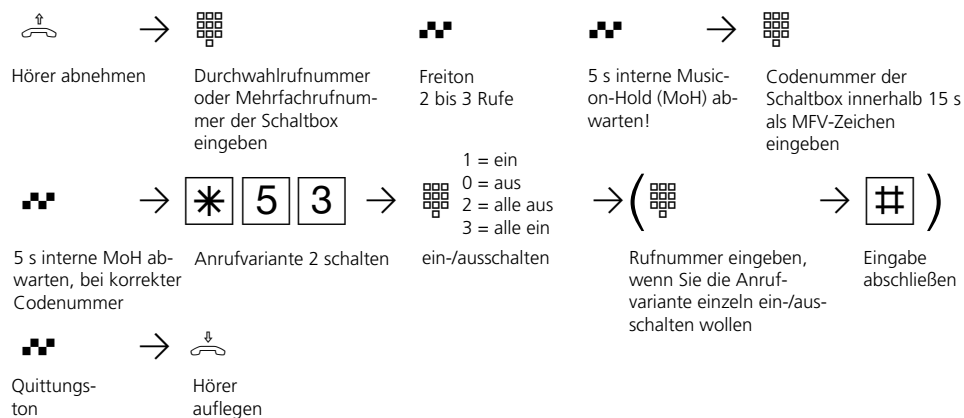 Hörer abnehmen
Durchwahlrufnummer
oder Mehrfachrufnum-
mer der Schaltbox
eingeben
Freiton
2 bis 3 Rufe
5 s interne Music-
on-Hold (MoH) ab-
warten!
Codenummer der
Schaltbox innerhalb 15 s
als MFV-Zeichen
eingeben
* 5 3
1 = ein
0 = aus
2 = alle aus
3 = alle ein
( # )
5 s interne MoH ab-
warten, bei korrekter
Codenummer
Anrufvariante 2 schalten
ein-/ausschalten
Rufnummer eingeben,
wenn Sie die Anruf-
variante einzeln ein-/aus-
schalten wollen
Eingabe
abschließen
Quittungs-
ton
Hörer
auflegen